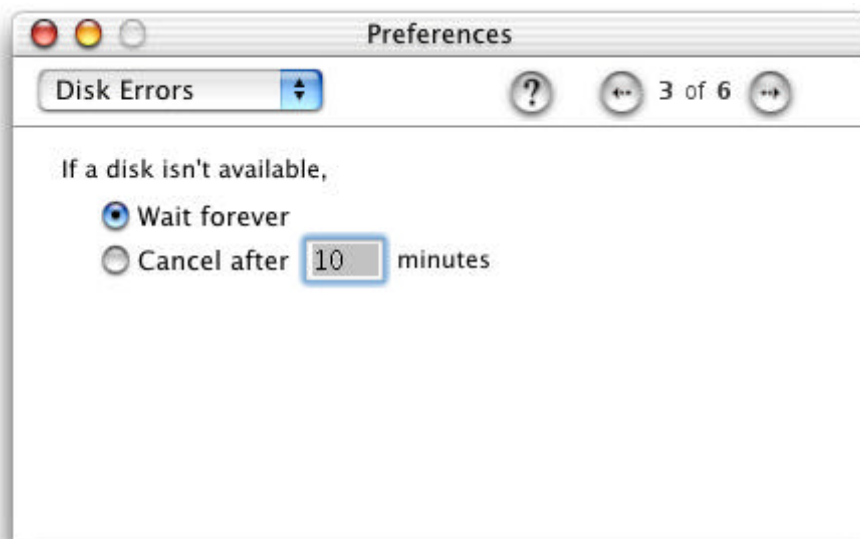 Preferences
Disk Errors ? 3 of 6
If a disk isn't available,
Wait forever
Cancel after 10 minutes